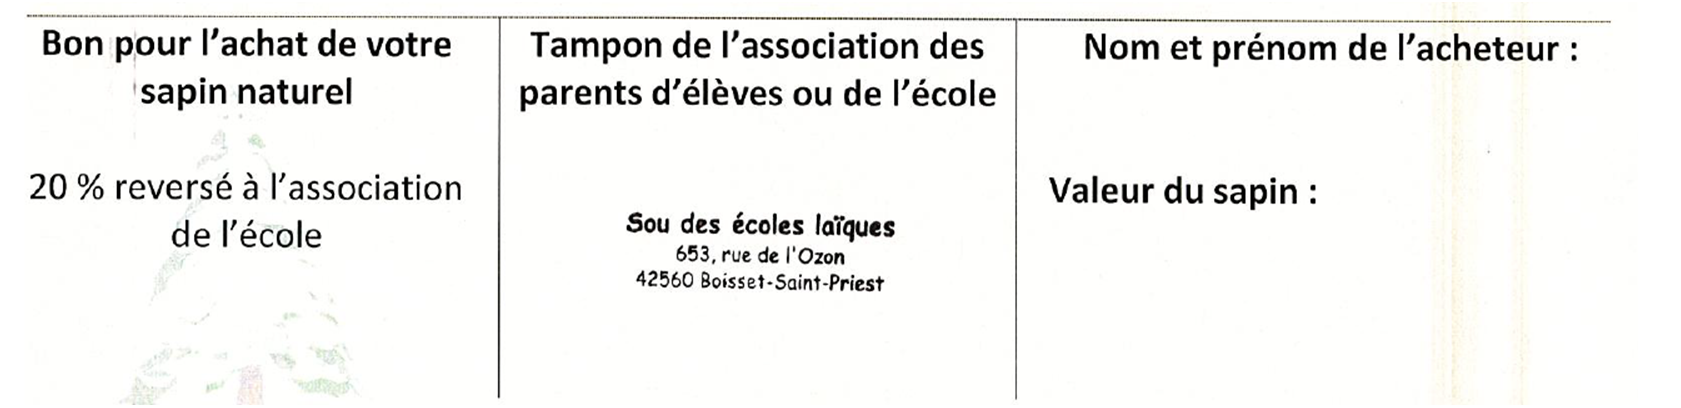 Bon pour l’achat de votre
sapin naturel
20 % reversé à l’association
de l’école
Tampon de l’association des
parents d’élèves ou de l’école
Sou des écoles laïques
653, rue de l'Ozon
42560 Boisset-Saint-Priest
Nom et prénom de l’acheteur :
Valeur du sapin :